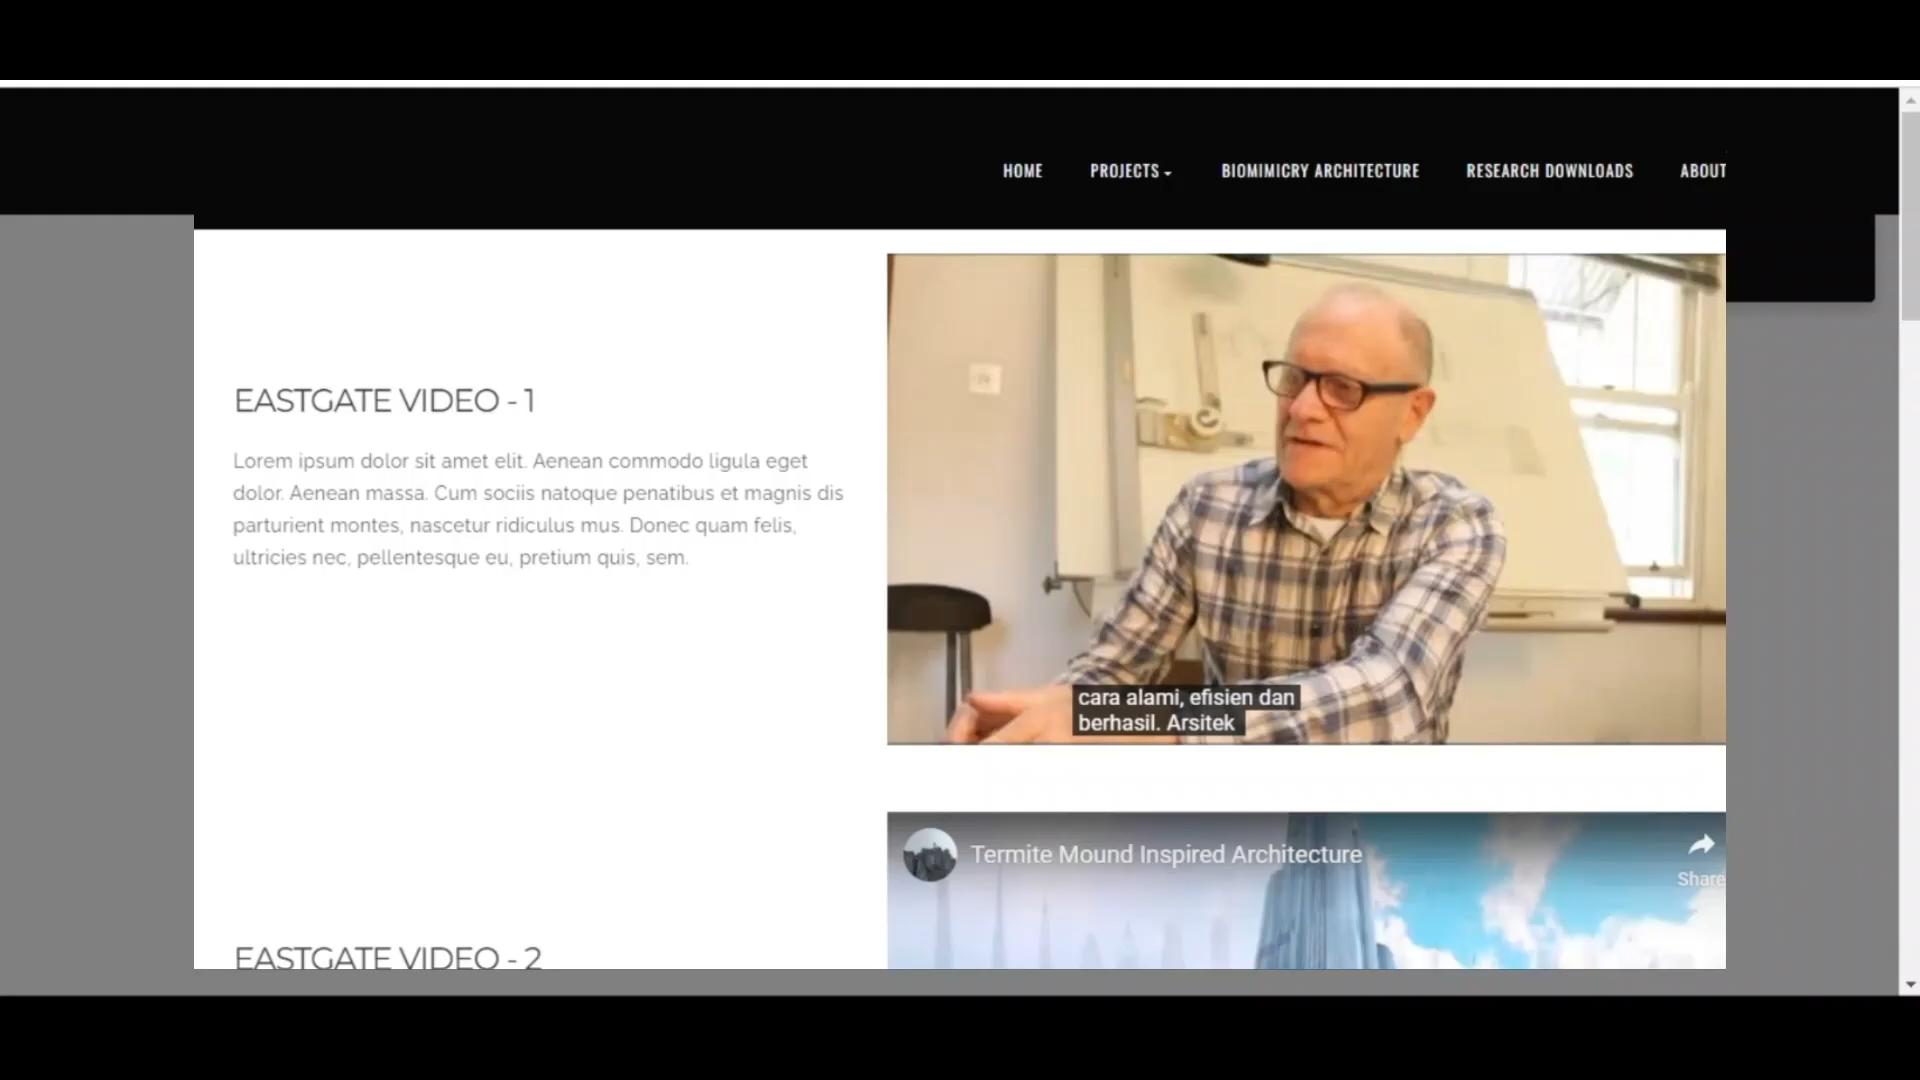 HOME PROJECTS BIOMIMICRY ARCHITECTURE RESEARCH DOWNLOADS ABOUT
EASTGATE VIDEO - 1
Lorem ipsum dolor sit amet elit. Aenean commodo ligula eget
dolor. Aenean massa. Cum sociis natoque penatibus et magnis dis
parturient montes, nascetur ridiculus mus. Donec quam felis,
ultricies nec, pellentesque eu, pretium quis, sem.
cara alami, efisien dan
berhasil. Arsitek
Termite Mound Inspired Architecture
Share
EASTGATE VIDEO - 2